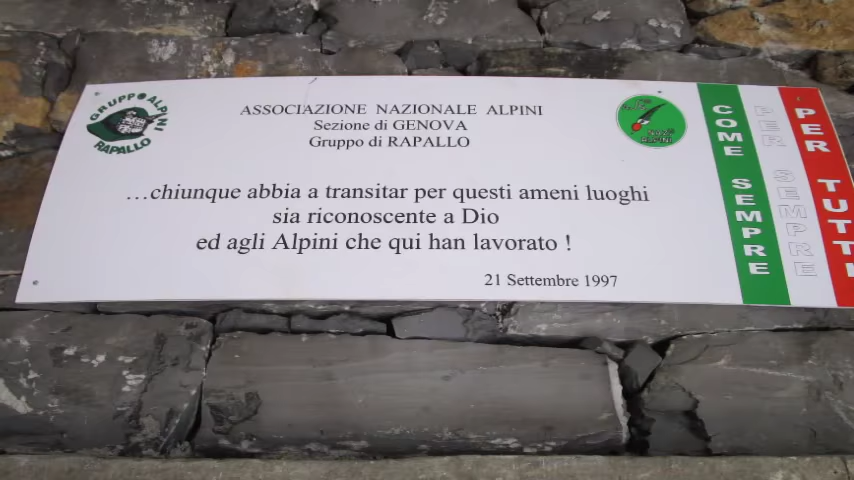 GRUPPO ALPINI
RAPALLO
ASSOCIAZIONE NAZIONALE ALPINI
Sezione di GENOVA
Gruppo di RAPALLO
…chiunque abbia a transitar per questi ameni luoghi
sia riconoscente a Dio
ed agli Alpini che qui han lavorato !
21 Settembre 1997
ALPINI
COME SEMPRE
PER SEMPRE
PER TUTTI